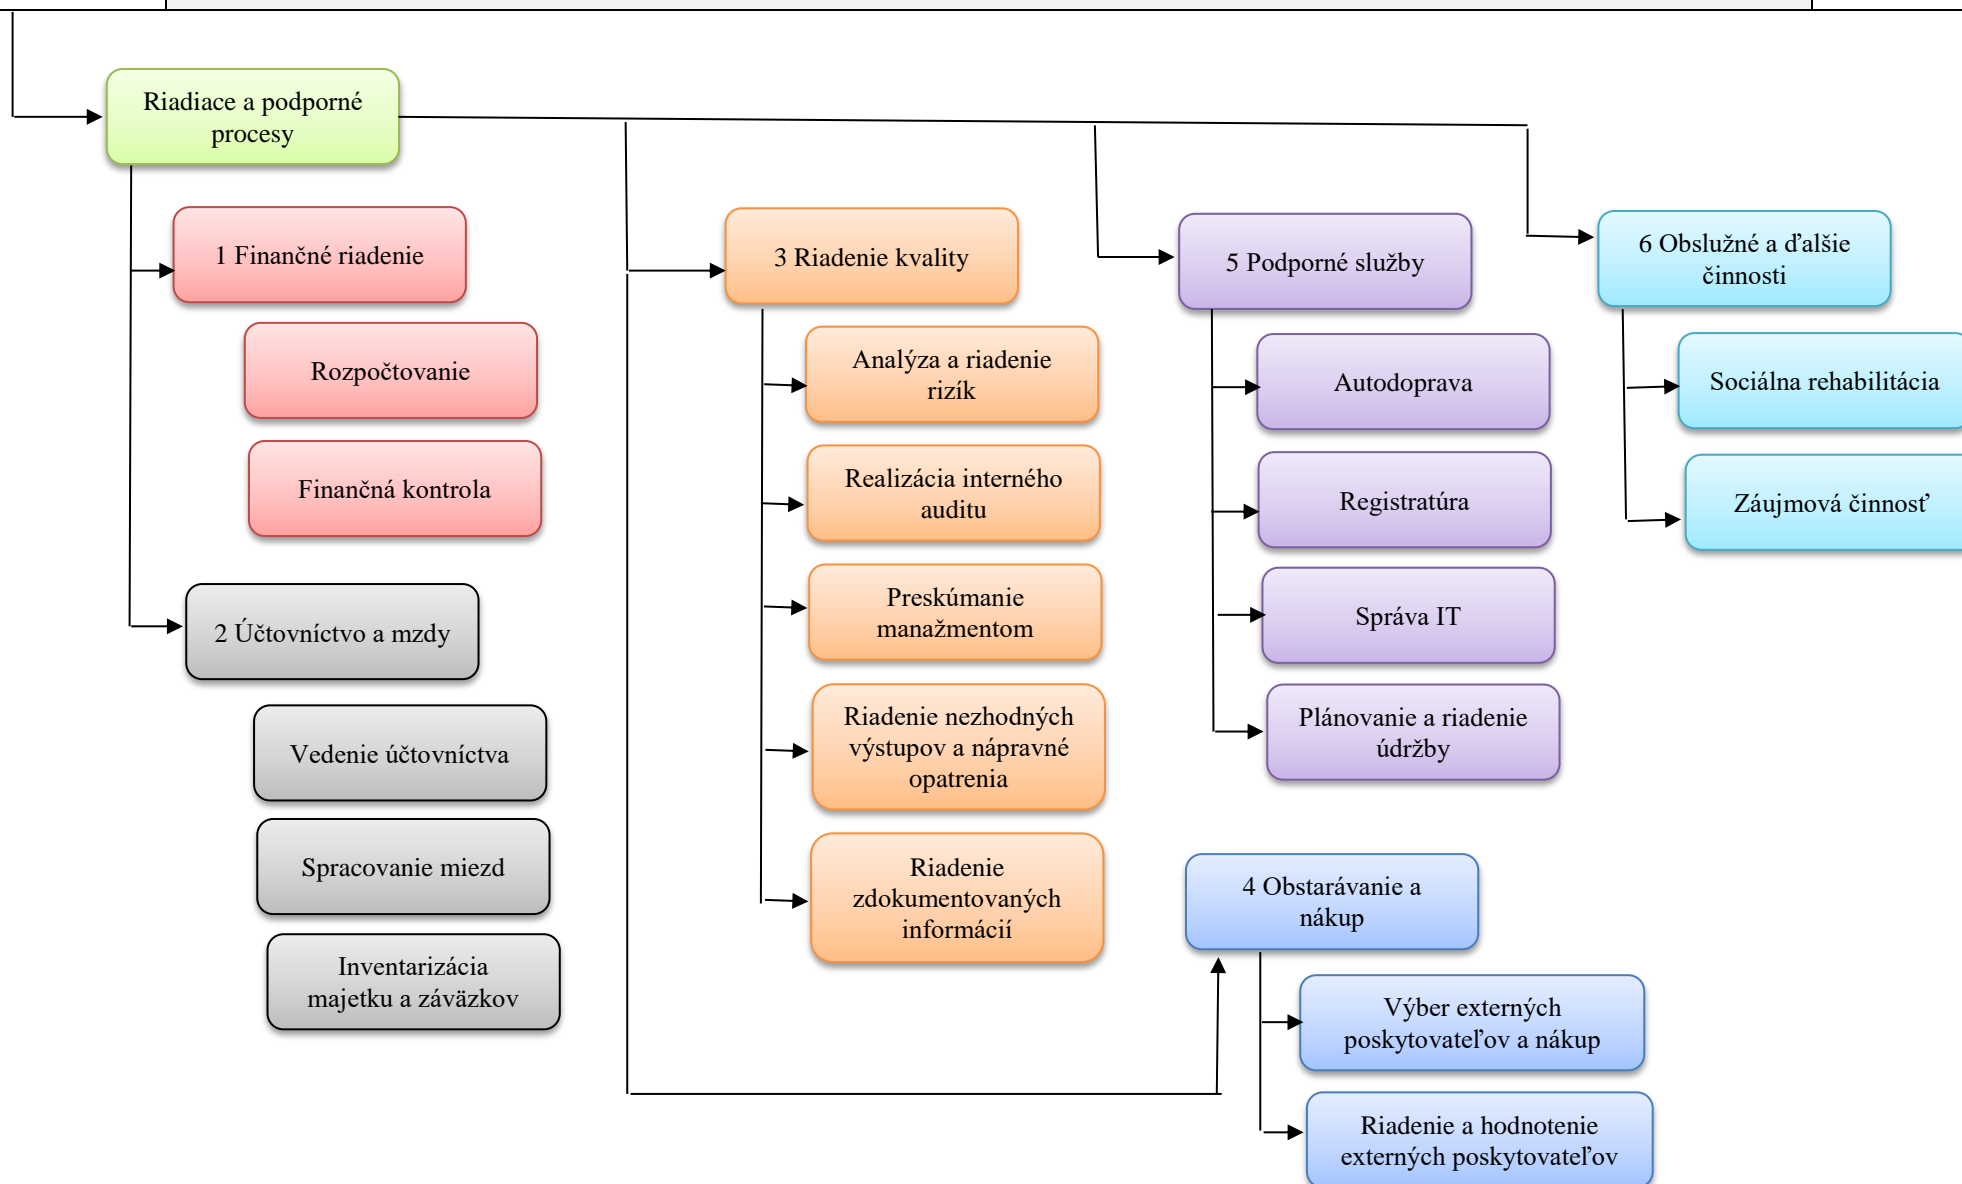 Riadiace a podporné
procesy
1 Finančné riadenie
Rozpočtovanie
Finančná kontrola
2 Účtovníctvo a mzdy
Vedenie účtovníctva
Spracovanie miezd
Inventarizácia
majetku a záväzkov
3 Riadenie kvality
Analýza a riadenie
rizík
Realizácia interného
auditu
Preskúmanie
manažmentom
Riadenie nezhodných
výstupov a nápravné
opatrenia
Riadenie
zdokumentovaných
informácií
5 Podporné služby
Autodoprava
Registratúra
Správa IT
Plánovanie a riadenie
údržby
4 Obstarávanie a
nákup
Výber externých
poskytovateľov a nákup
Riadenie a hodnotenie
externých poskytovateľov
6 Obslužné a ďalšie
činnosti
Sociálna rehabilitácia
Záujmová činnosť